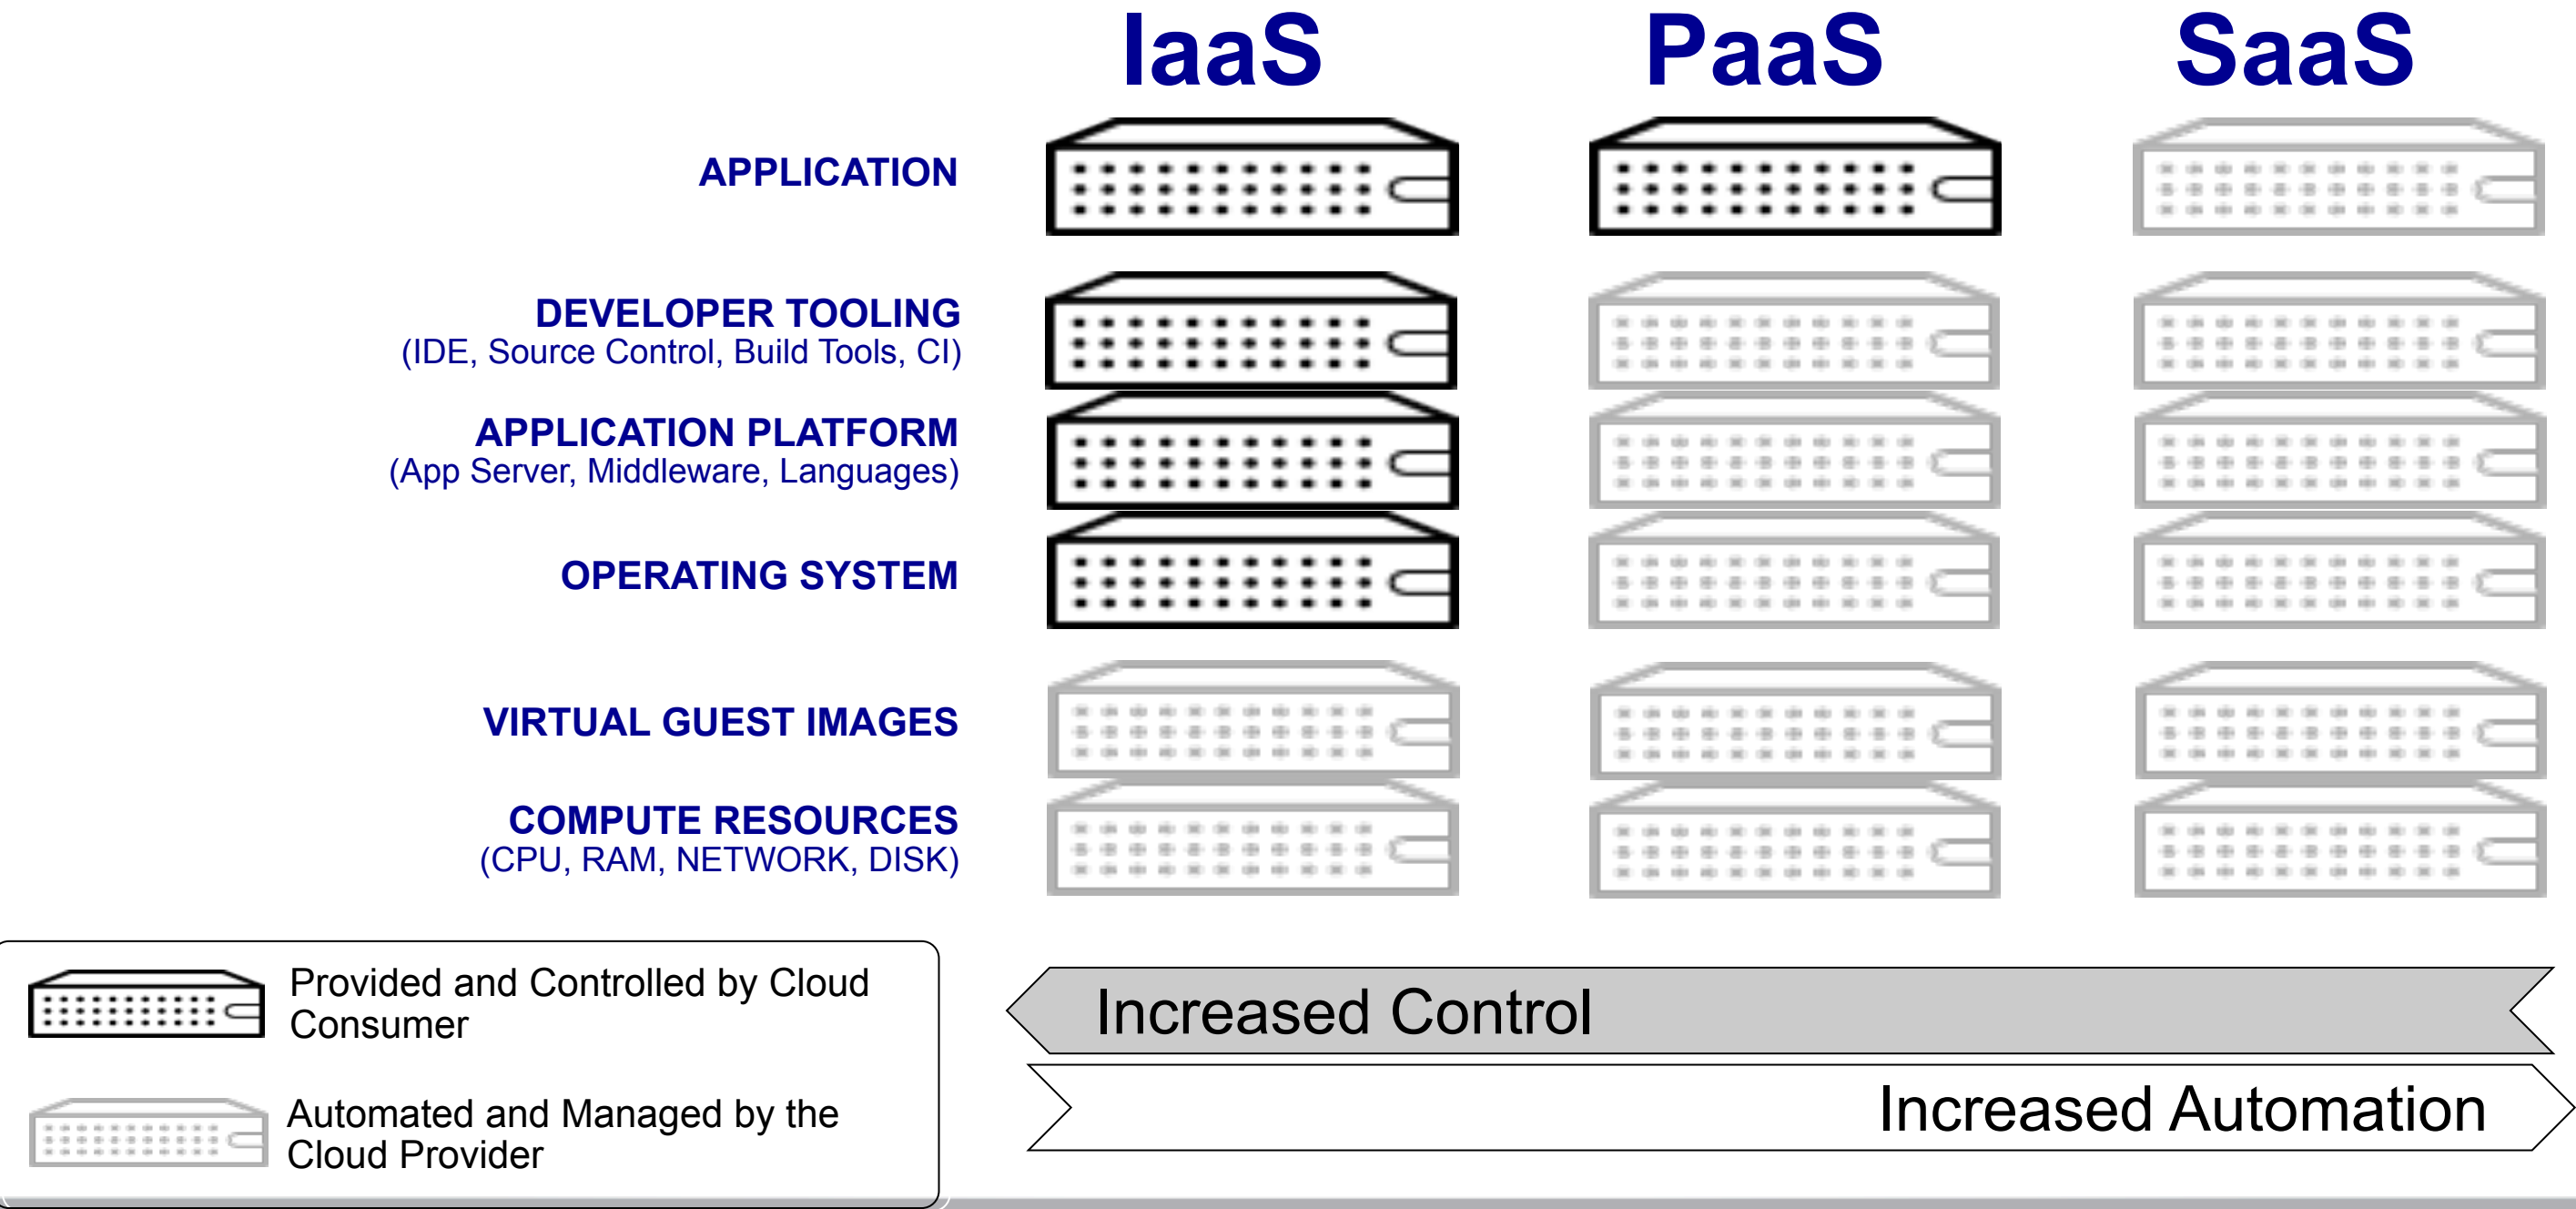 IaaS PaaS SaaS
APPLICATION
DEVELOPER TOOLING
(IDE, Source Control, Build Tools, CI)
APPLICATION PLATFORM
(App Server, Middleware, Languages)
OPERATING SYSTEM
VIRTUAL GUEST IMAGES
COMPUTE RESOURCES
(CPU, RAM, NETWORK, DISK)
Provided and Controlled by Cloud
Consumer
Automated and Managed by the
Cloud Provider
Increased Control
Increased Automation